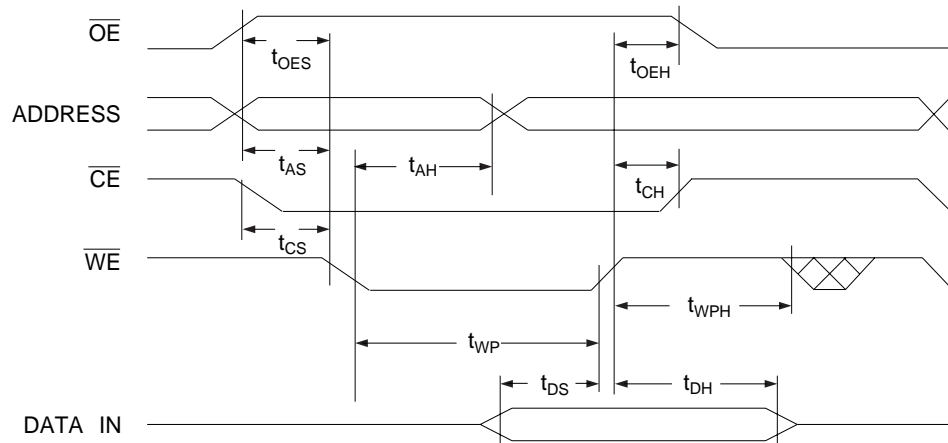 OE
tOES
tOEH
ADDRESS
tAS
tAH
CE
tCH
tCS
WE
tWPH
tWP
tDS
tDH
DATA IN